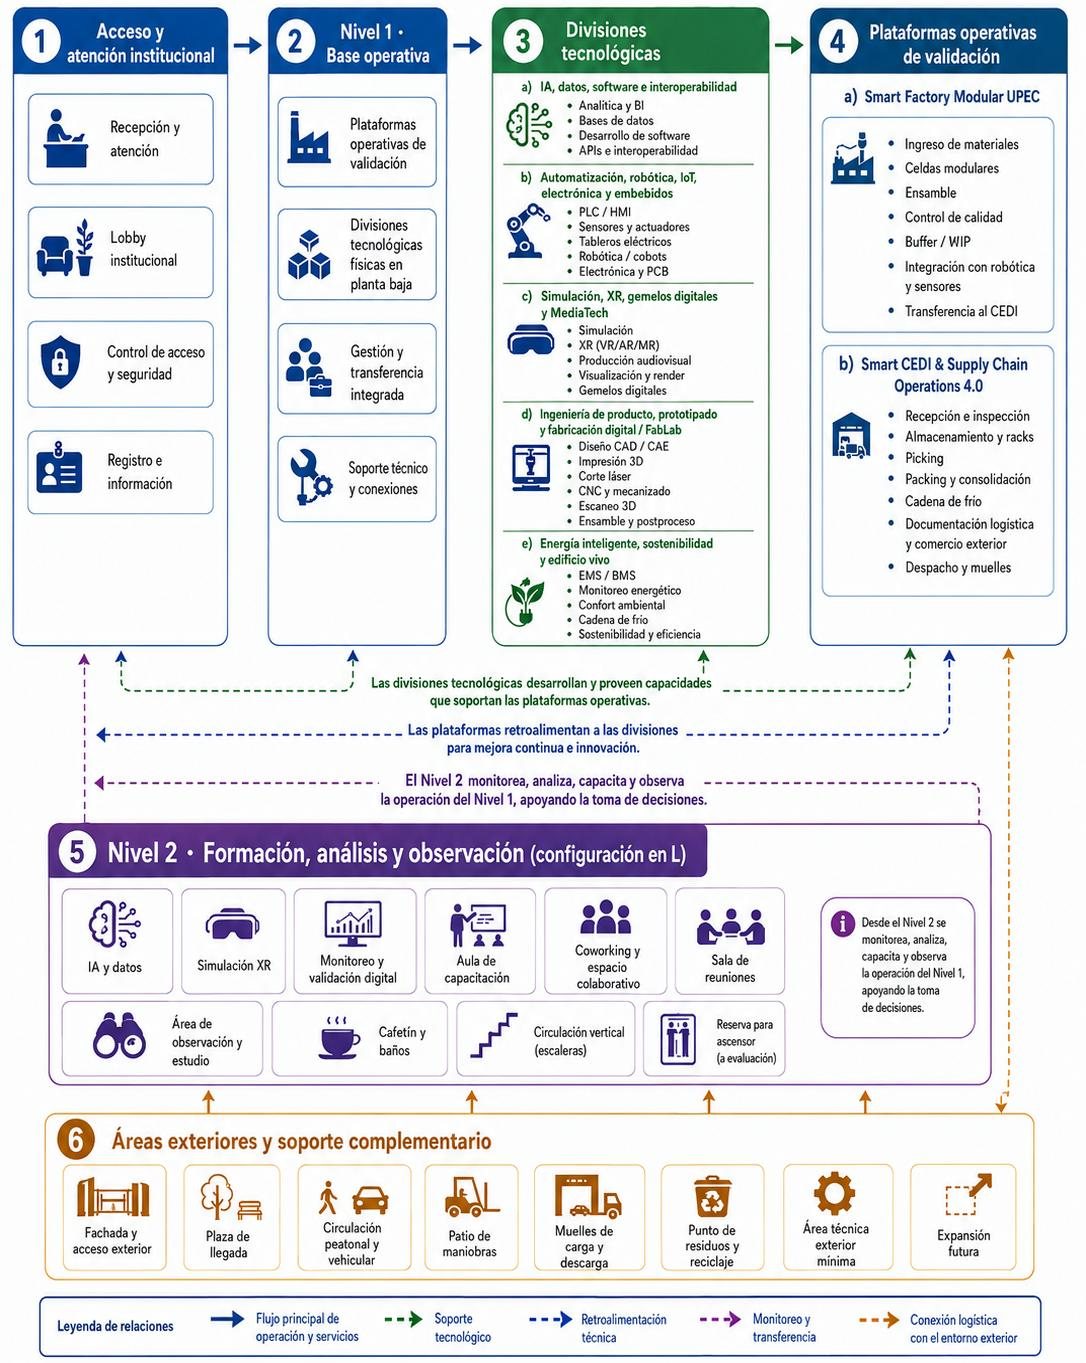 1
Acceso y
atención institucional
Recepción y
atención
Lobby
institucional
Control de acceso
y seguridad
Registro e
información
2
Nivel 1 ·
Base operativa
Plataformas
operativas de
validación
Divisiones
tecnológicas
físicas en
planta baja
Gestión y
transferencia
integrada
Soporte técnico
y conexiones
3
Divisiones
tecnológicas
a) IA, datos, software e interoperabilidad
• Analítica y BI
• Bases de datos
• Desarrollo de software
• APIs e interoperabilidad
b) Automatización, robótica, IoT,
electrónica y embebidos
• PLC / HMI
• Sensores y actuadores
• Tableros eléctricos
• Robótica / cobots
• Electrónica y PCB
c) Simulación, XR, gemelos digitales
y MediaTech
• Simulación
• XR (VR/AR/MR)
• Producción audiovisual
• Visualización y render
• Gemelos digitales
d) Ingeniería de producto, prototipado
y fabricación digital / FabLab
• Diseño CAD / CAE
• Impresión 3D
• Corte láser
• CNC y mecanizado
• Escaneo 3D
• Ensamble y postproceso
e) Energía inteligente, sostenibilidad
y edificio vivo
• EMS / BMS
• Monitoreo energético
• Confort ambiental
• Cadena de frío
• Sostenibilidad y eficiencia
4
Plataformas operativas
de validación
a) Smart Factory Modular UPEC
• Ingreso de materiales
• Celdas modulares
• Ensamble
• Control de calidad
• Buffer / WIP
• Integración con robótica
y sensores
• Transferencia al CEDI
b) Smart CEDI & Supply Chain
Operations 4.0
• Recepción e inspección
• Almacenamiento y racks
• Picking
• Packing y consolidación
• Cadena de frío
• Documentación logística
y comercio exterior
• Despacho y muelles
Las divisiones tecnológicas desarrollan y proveen capacidades
que soportan las plataformas operativas.
Las plataformas retroalimentan a las divisiones
para mejora continua e innovación.
El Nivel 2 monitorea, analiza, capacita y observa
la operación del Nivel 1, apoyando la toma de decisiones.
5
Nivel 2 · Formación, análisis y observación (configuración en L)
IA y datos
Simulación XR
Monitoreo y
validación digital
Aula de
capacitación
Coworking y
espacio
colaborativo
Sala de
reuniones
Área de
observación y
estudio
Cafetín y
baños
Circulación vertical
(escaleras)
Reserva para
ascensor
(a evaluación)
i
Desde el Nivel 2 se
monitorea, analiza,
capacita y observa
la operación del Nivel 1,
apoyando la toma
de decisiones.
6
Áreas exteriores y soporte complementario
Fachada y
acceso exterior
Plaza de
llegada
Circulación
peatonal y
vehicular
Patio de
maniobras
Muelles de
carga y
descarga
Punto de
residuos y
reciclaje
Área técnica
exterior
mínima
Expansión
futura
Leyenda de relaciones
Flujo principal de
operación y servicios
Soporte
tecnológico
Retroalimentación
técnica
Monitoreo y
transferencia
Conexión logística
con el entorno exterior